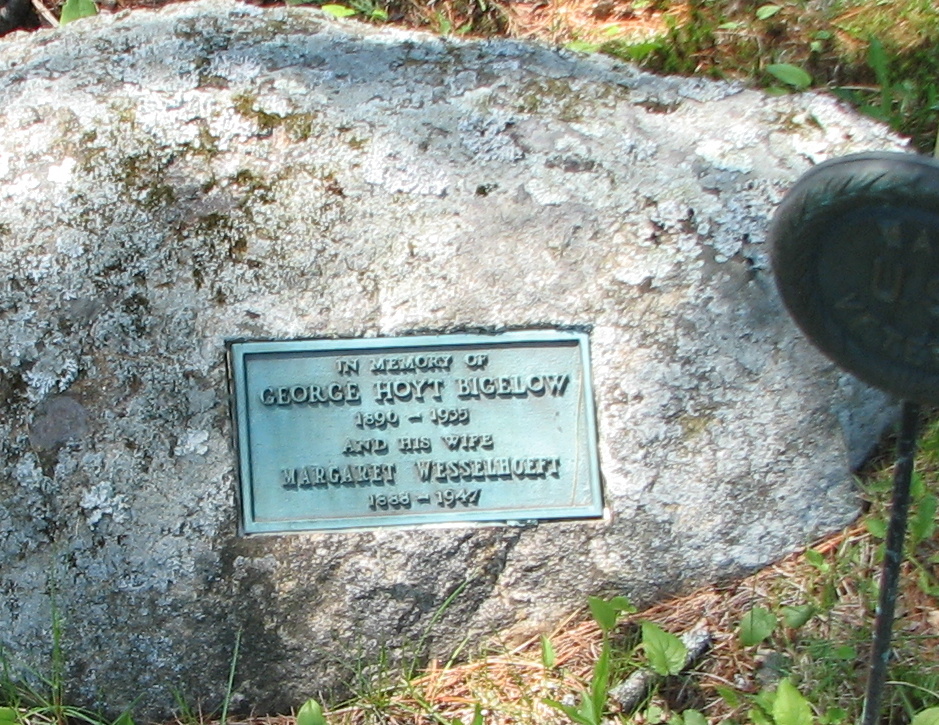 IN MEMORY OF
GEORGE HOYT BIGELOW
1890 – 1935
AND HIS WIFE
MARGARET WESSELHOEFT
1888 – 1947